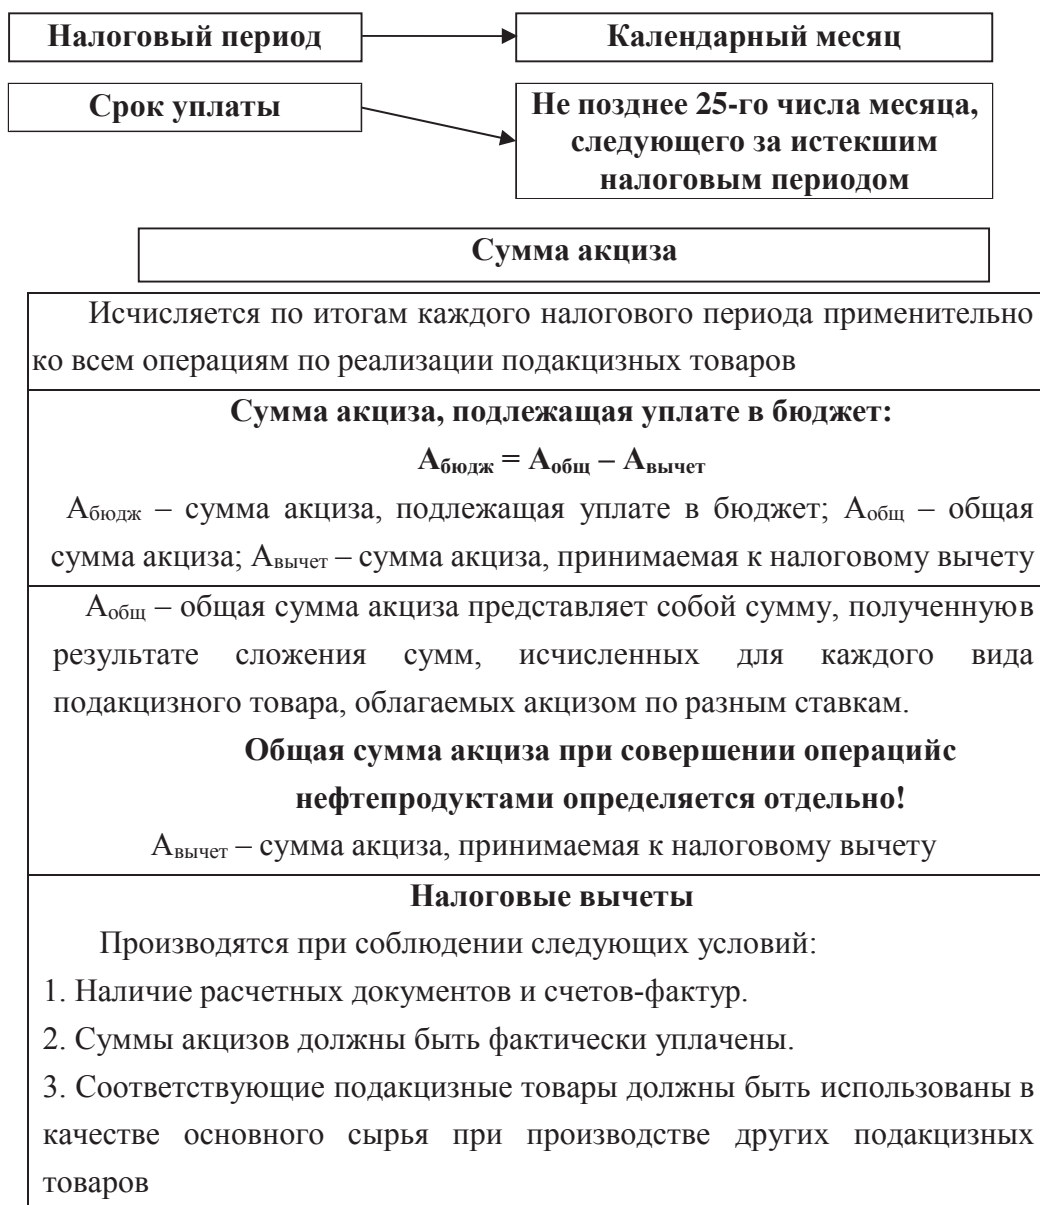 Налоговый период
Календарный месяц
Срок уплаты
Не позднее 25-го числа месяца,
следующего за истекшим
налоговым периодом
Сумма акциза
Исчисляется по итогам каждого налогового периода применительно
ко всем операциям по реализации подакцизных товаров
Сумма акциза, подлежащая уплате в бюджет:
Абюдж = Аобщ – Авычет
Абюдж – сумма акциза, подлежащая уплате в бюджет; Аобщ – общая
сумма акциза; Авычет – сумма акциза, принимаемая к налоговому вычету
Аобщ – общая сумма акциза представляет собой сумму, полученнуюв
результате сложения сумм, исчисленных для каждого вида
подакцизного товара, облагаемых акцизом по разным ставкам.
Общая сумма акциза при совершении операцийс
нефтепродуктами определяется отдельно!
Авычет – сумма акциза, принимаемая к налоговому вычету
Налоговые вычеты
Производятся при соблюдении следующих условий:
1. Наличие расчетных документов и счетов-фактур.
2. Суммы акцизов должны быть фактически уплачены.
3. Соответствующие подакцизные товары должны быть использованы в
качестве основного сырья при производстве других подакцизных
товаров